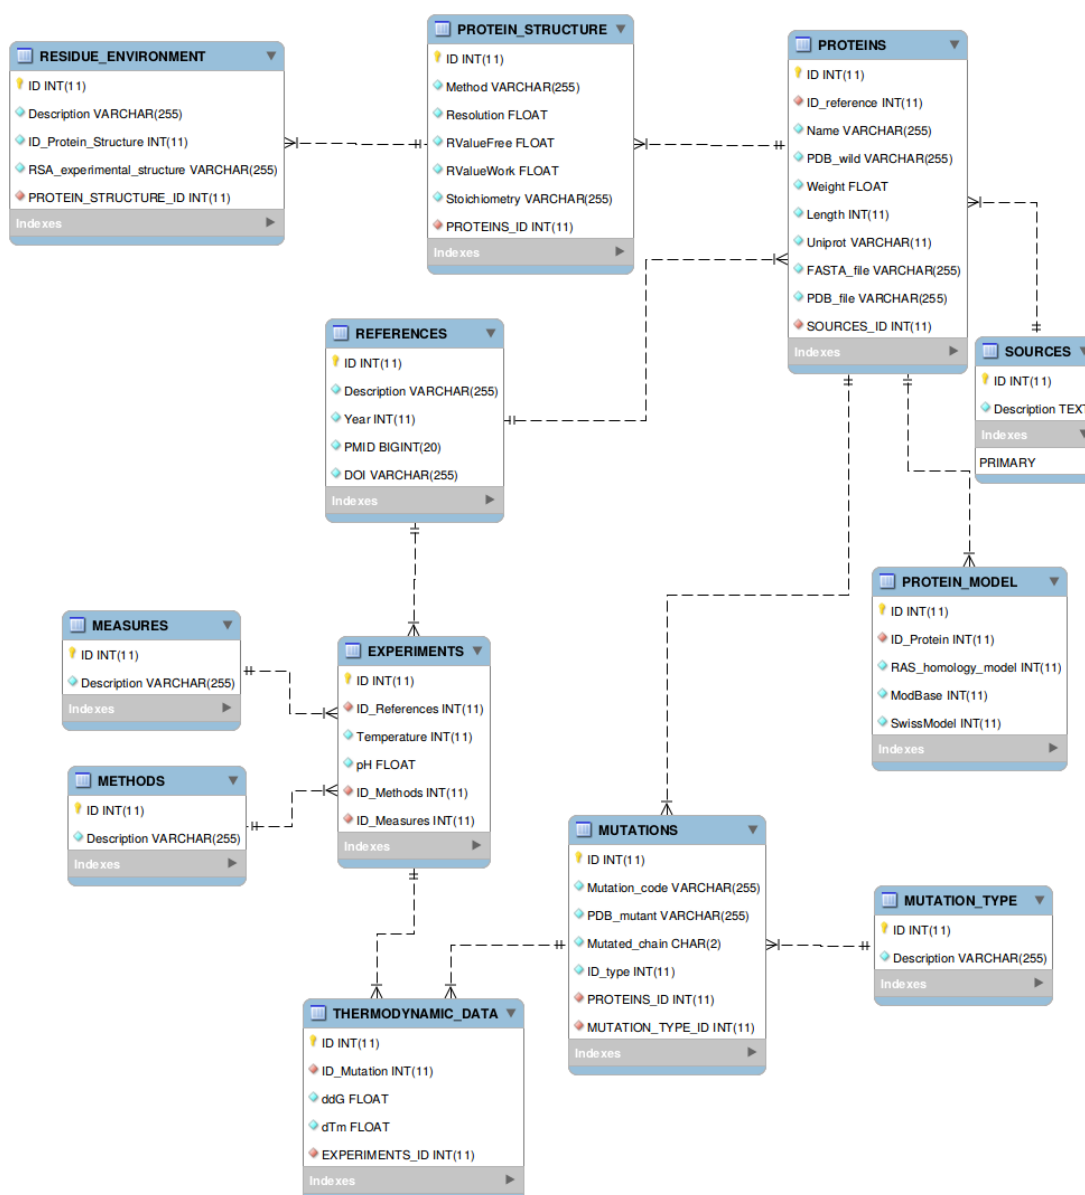 RESIDUE_ENVIRONMENT
ID INT(11)
Description VARCHAR(255)
ID_Protein_Structure INT(11)
RSA_experimental_structure VARCHAR(255)
PROTEIN_STRUCTURE_ID INT(11)
Indexes
PROTEIN_STRUCTURE
ID INT(11)
Method VARCHAR(255)
Resolution FLOAT
RValueFree FLOAT
RValueWork FLOAT
Stoichiometry VARCHAR(255)
PROTEINS_ID INT(11)
Indexes
PROTEINS
ID INT(11)
ID_reference INT(11)
Name VARCHAR(255)
PDB_wild VARCHAR(255)
Weight FLOAT
Length INT(11)
Uniprot VARCHAR(11)
FASTA_file VARCHAR(255)
PDB_file VARCHAR(255)
SOURCES_ID INT(11)
Indexes
SOURCES
ID INT(11)
Description TEXT
Indexes
PRIMARY
REFERENCES
ID INT(11)
Description VARCHAR(255)
Year INT(11)
PMID BIGINT(20)
DOI VARCHAR(255)
Indexes
PROTEIN_MODEL
ID INT(11)
ID_Protein INT(11)
RAS_homology_model INT(11)
ModBase INT(11)
SwissModel INT(11)
Indexes
MEASURES
ID INT(11)
Description VARCHAR(255)
Indexes
EXPERIMENTS
ID INT(11)
ID_References INT(11)
Temperature INT(11)
pH FLOAT
ID_Methods INT(11)
ID_Measures INT(11)
Indexes
METHODS
ID INT(11)
Description VARCHAR(255)
Indexes
MUTATIONS
ID INT(11)
Mutation_code VARCHAR(255)
PDB_mutant VARCHAR(255)
Mutated_chain CHAR(2)
ID_type INT(11)
PROTEINS_ID INT(11)
MUTATION_TYPE_ID INT(11)
Indexes
MUTATION_TYPE
ID INT(11)
Description VARCHAR(255)
Indexes
THERMODYNAMIC_DATA
ID INT(11)
ID_Mutation INT(11)
ddG FLOAT
dTm FLOAT
EXPERIMENTS_ID INT(11)
Indexes